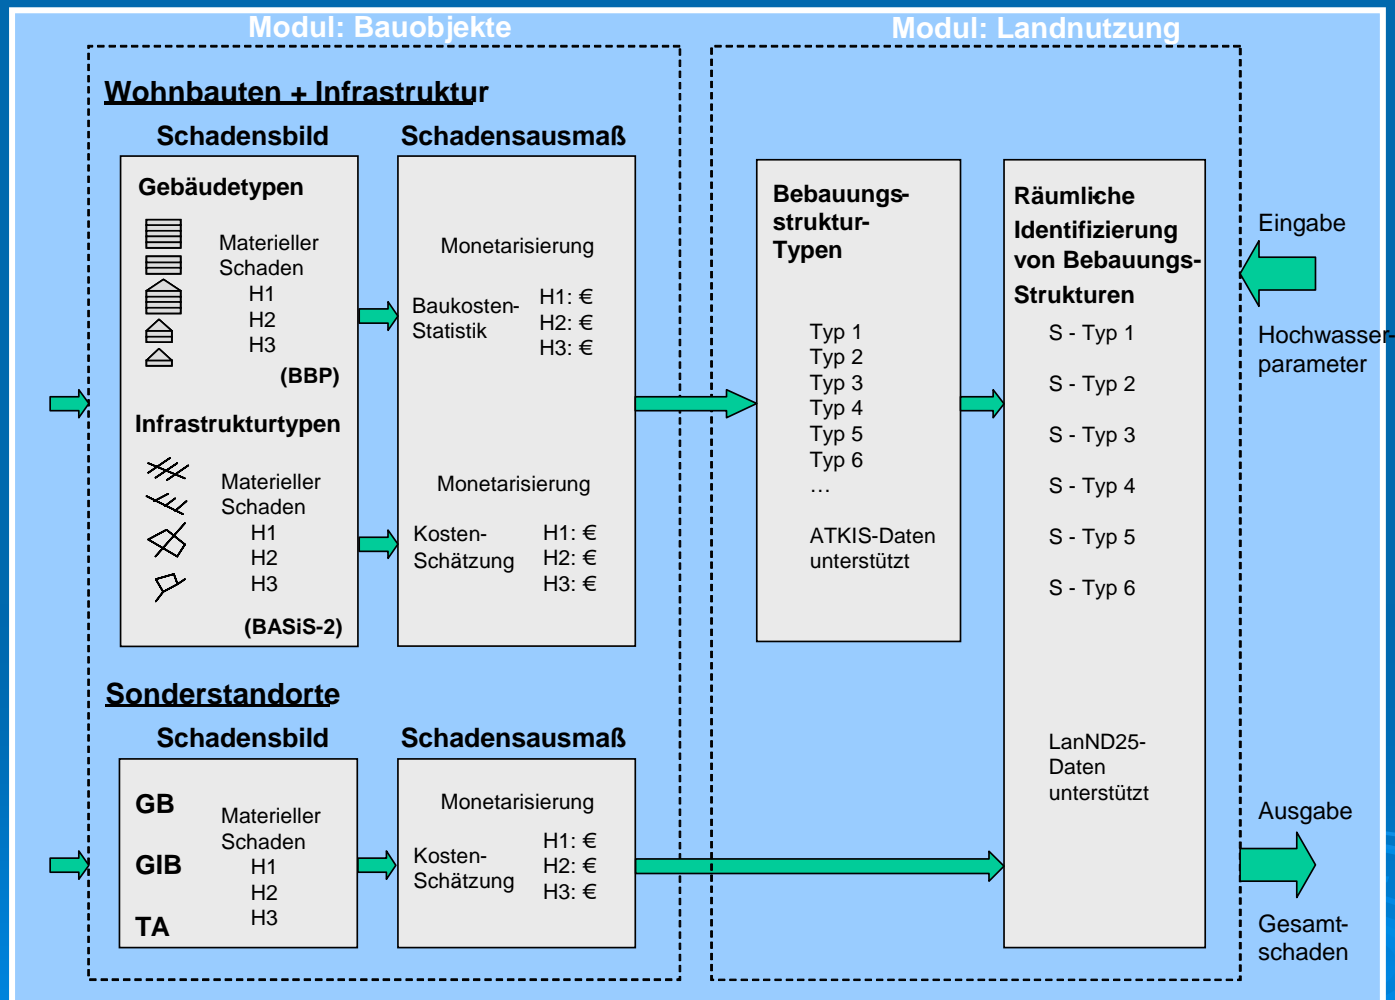 Modul: Bauobjekte
Wohnbauten + Infrastruktur
Schadensbild
Gebäudetypen
Materieller
Schaden
H1
H2
H3
(BBP)
Infrastrukturtypen
Materieller
Schaden
H1
H2
H3
(BASiS-2)
Schadensausmaß
Monetarisierung
Baukosten-
Statistik
H1: €
H2: €
H3: €
Monetarisierung
Kosten-
Schätzung
H1: €
H2: €
H3: €
Sonderstandorte
Schadensbild
GB
GIB
TA
Materieller
Schaden
H1
H2
H3
Schadensausmaß
Monetarisierung
Kosten-
Schätzung
H1: €
H2: €
H3: €
Modul: Landnutzung
Bebauungs-
struktur-
Typen
Typ 1
Typ 2
Typ 3
Typ 4
Typ 5
Typ 6
…
ATKIS-Daten
unterstützt
Räumliche
Identifizierung
von Bebauungs-
Strukturen
S - Typ 1
S - Typ 2
S - Typ 3
S - Typ 4
S - Typ 5
S - Typ 6
LanND25-
Daten
unterstützt
Eingabe
Hochwasser-
parameter
Ausgabe
Gesamt-
schaden